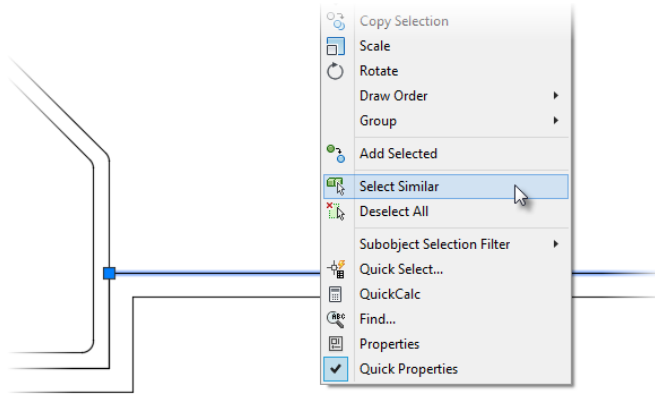 Copy Selection
Scale
Rotate
Draw Order
Group
Add Selected
Select Similar
Deselect All
Subobject Selection Filter
Quick Select...
QuickCalc
ABC
Find...
Properties
Quick Properties